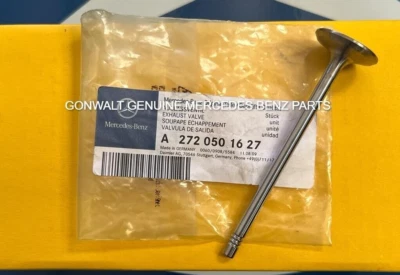 GONWALT GENUINE MERCEDES BENZ PARTS
EXHAUST VALVE
SOUPAPE ECHAPPEMENT
VALVULA DE SALIDA
Stück
unit
unité
unidad
Mercedes-Benz
A 272 050 16 27
Made in GERMANY
Daimler AG, 70546 Stuttgart, Germany, Phone